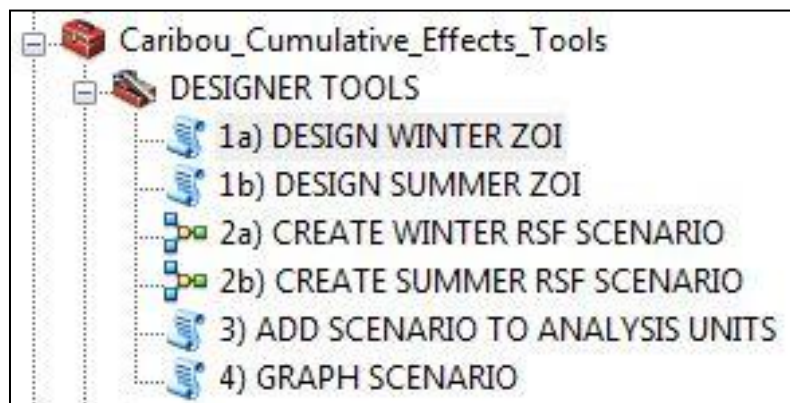 Caribou_Cumulative_Effects_Tools
DESIGNER TOOLS
1a) DESIGN WINTER ZOI
1b) DESIGN SUMMER ZOI
2a) CREATE WINTER RSF SCENARIO
2b) CREATE SUMMER RSF SCENARIO
3) ADD SCENARIO TO ANALYSIS UNITS
4) GRAPH SCENARIO